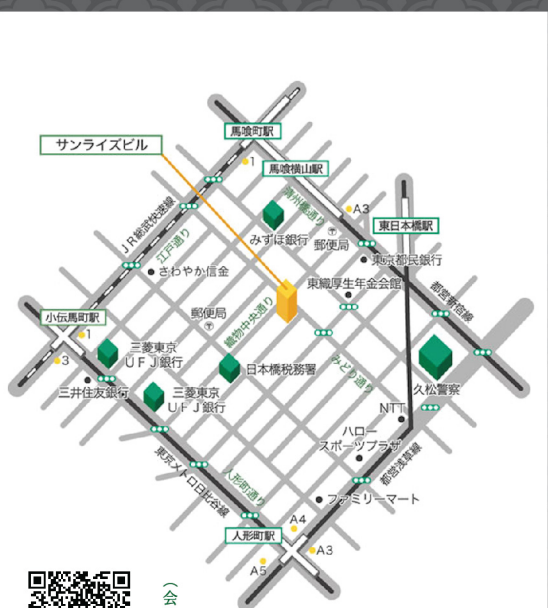 馬喰町駅
サンライズビル
1
馬喰横山駅
清州橋通り
A3
みずほ銀行
郵便局
東日本橋駅
東京都民銀行
JR総武快速線
江戸通り
さわやか信金
東織厚生年金会館
都営新宿線
小伝馬町駅
郵便局
織物中央通り
1
3
三菱東京
UFJ銀行
日本橋税務署
みどり通り
久松警察
三井住友銀行
三菱東京
UFJ銀行
NTT
ハロー
スポーツプラザ
都営浅草線
東京メトロ日比谷線
人形町通り
ファミリーマート
A4
人形町駅
A3
A5
（会